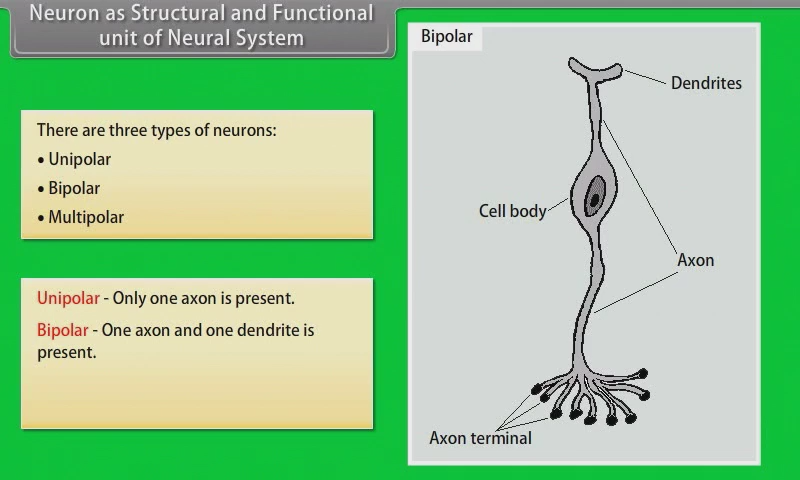 Neuron as Structural and Functional
unit of Neural System
There are three types of neurons:
• Unipolar
• Bipolar
• Multipolar
Unipolar - Only one axon is present.
Bipolar - One axon and one dendrite is
present.
Bipolar
Dendrites
Cell body
Axon
Axon terminal